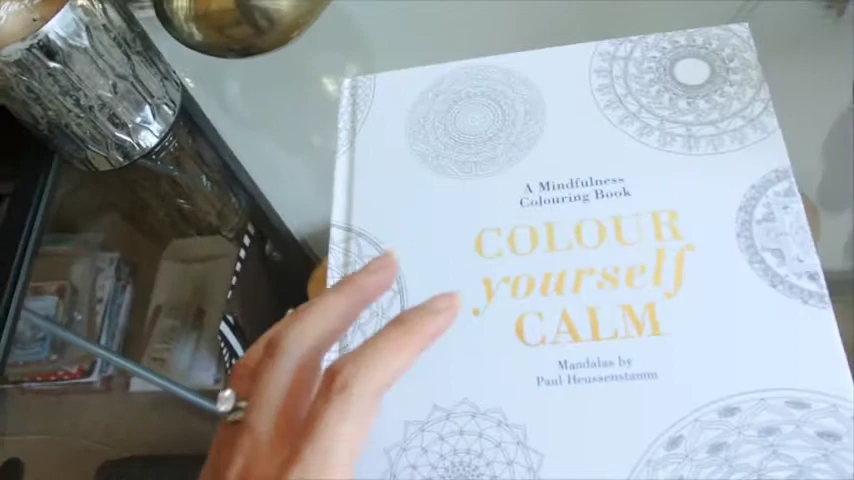 A Mindfulness
Colouring Book
COLOUR
yourself
CALM
Mandalas by
Paul Heussenstamm